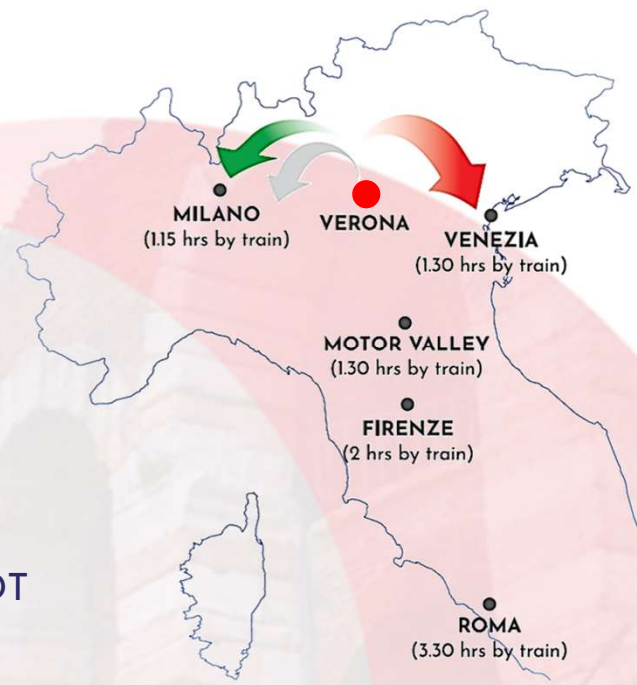 MILANO
(1.15 hrs by train)
VERONA
VENEZIA
(1.30 hrs by train)
MOTOR VALLEY
(1.30 hrs by train)
FIRENZE
(2 hrs by train)
OT
ROMA
(3.30 hrs by train)